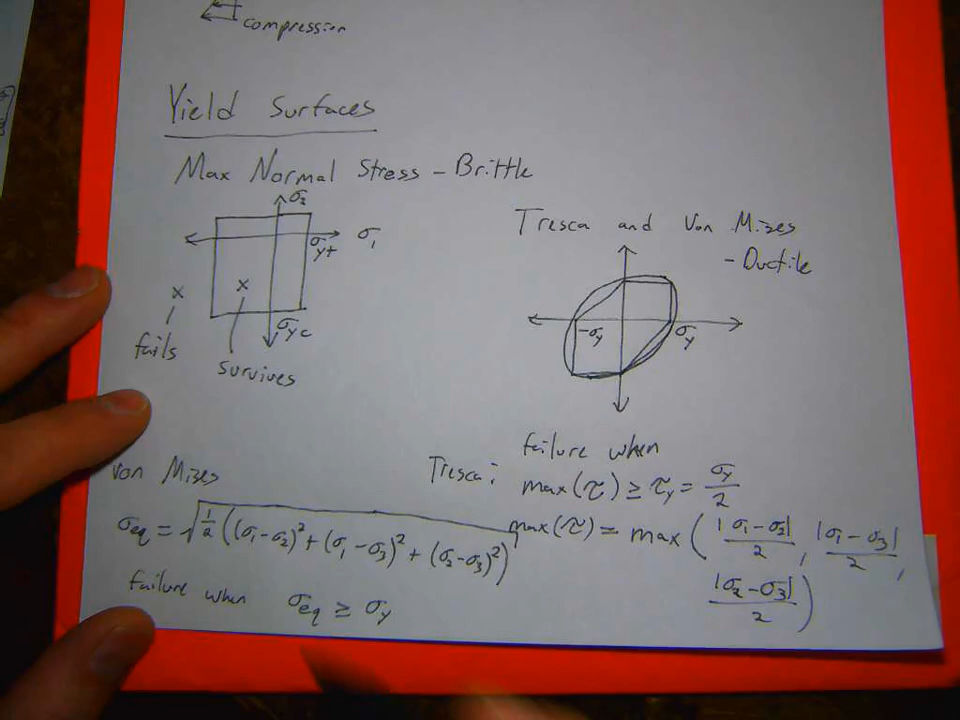 compression
Yield Surfaces
Max Normal Stress - Brittle
σ₂
σ₁
σyt
σyc
x
x
fails
survives
Tresca and Von Mises
- Ductile
-σy
σy
Von Mises
σeq = √(1/2 ((σ₁-σ₂)² + (σ₁-σ₃)² + (σ₂-σ₃)²))
failure when σeq ≥ σy
failure when
Tresca: max(τ) ≥ τy = σy/2
max(τ) = max(|σ₁-σ₂|/2, |σ₁-σ₃|/2,
|σ₂-σ₃|/2)